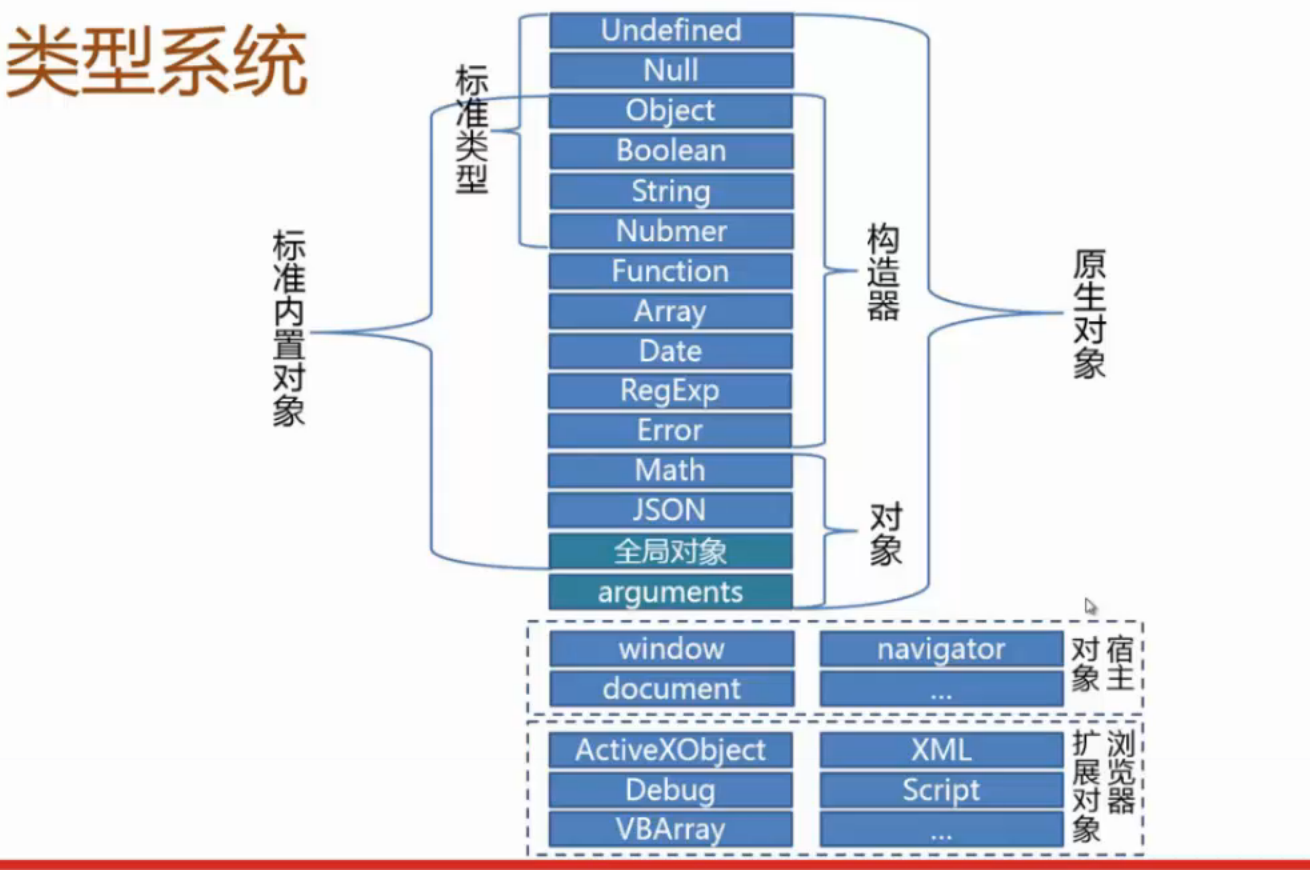 类型系统
标准类型
标准内置对象
Undefined
Null
Object
Boolean
String
Nubmer
Function
Array
Date
RegExp
Error
Math
JSON
全局对象
arguments
构造器
对象
原生对象
window
navigator
document
...
宿主
对象
ActiveXObject
XML
Debug
Script
VBArray
...
浏览器
扩展对象